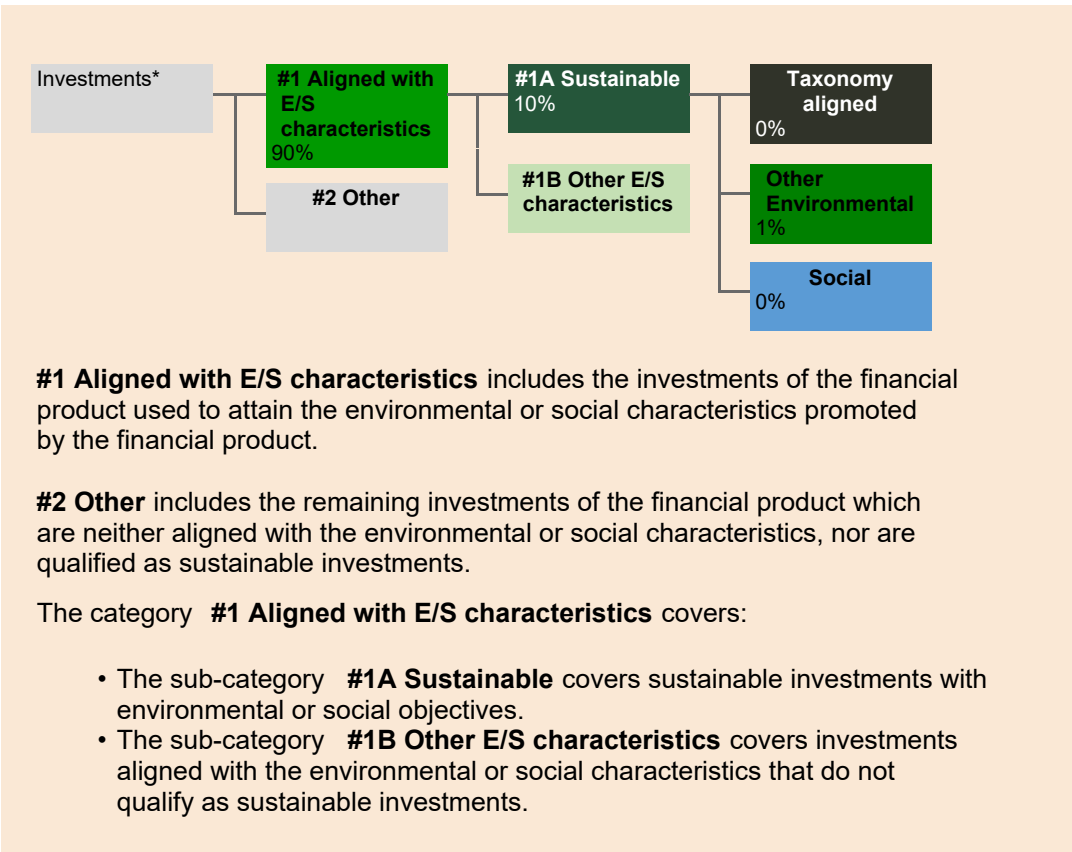 Investments*
#1 Aligned with
E/S
characteristics
90%
#2 Other
#1A Sustainable
10%
#1B Other E/S
characteristics
Taxonomy
aligned
0%
Other
Environmental
1%
Social
0%
#1 Aligned with E/S characteristics includes the investments of the financial
product used to attain the environmental or social characteristics promoted
by the financial product.
#2 Other includes the remaining investments of the financial product which
are neither aligned with the environmental or social characteristics, nor are
qualified as sustainable investments.
The category #1 Aligned with E/S characteristics covers:
• The sub-category #1A Sustainable covers sustainable investments with
environmental or social objectives.
• The sub-category #1B Other E/S characteristics covers investments
aligned with the environmental or social characteristics that do not
qualify as sustainable investments.